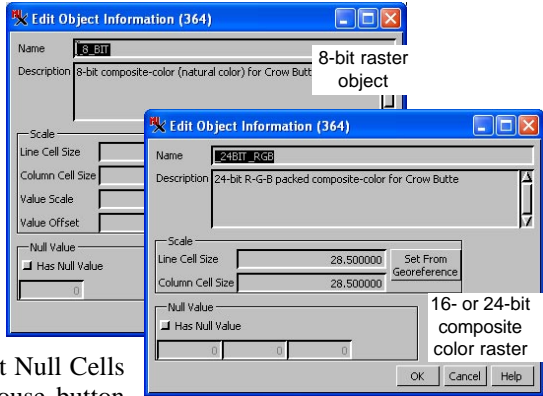 Edit Object Information (364)
Name _8_BIT
Description 8-bit composite-color (natural color) for Crow Butt
8-bit raster
object
Scale
Line Cell Size
Column Cell Size
Value Scale
Value Offset
Null Value
Has Null Value
0
Edit Object Information (364)
Name _24BIT_RGB
Description 24-bit R-G-B packed composite-color for Crow Butte
Scale
Line Cell Size 28.500000
Column Cell Size 28.500000
Set From
Georeference
Null Value
Has Null Value
0 0 0
16- or 24-bit
composite
color raster
OK Cancel Help
t Null Cells
ouse button